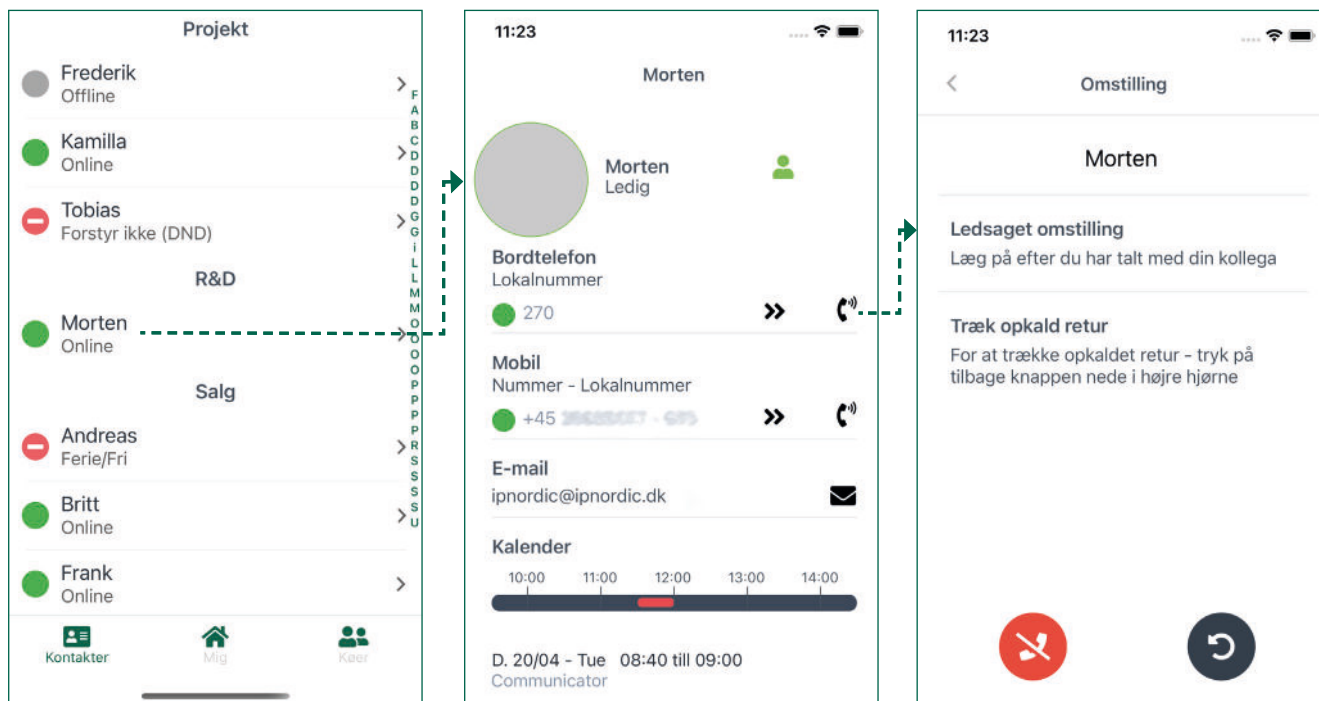 Projekt
Frederik
Offline
Kamilla
Online
Tobias
Forstyr ikke (DND)
R&D
Morten
Online
Salg
Andreas
Ferie/Fri
Britt
Online
Frank
Online
F
A
B
C
D
D
D
D
G
G
i
L
L
M
M
O
O
O
O
P
P
P
P
R
S
S
S
S
U
Kontakter
Mig
Køer
11:23
Morten
Morten
Ledig
Bordtelefon
Lokalnummer
270
Mobil
Nummer - Lokalnummer
+45
E-mail
ipnordic@ipnordic.dk
Kalender
10:00 11:00 12:00 13:00 14:00
D. 20/04 - Tue 08:40 till 09:00
Communicator
11:23
Omstilling
Morten
Ledsaget omstilling
Læg på efter du har talt med din kollega
Træk opkald retur
For at trække opkaldet retur - tryk på
tilbage knappen nede i højre hjørne